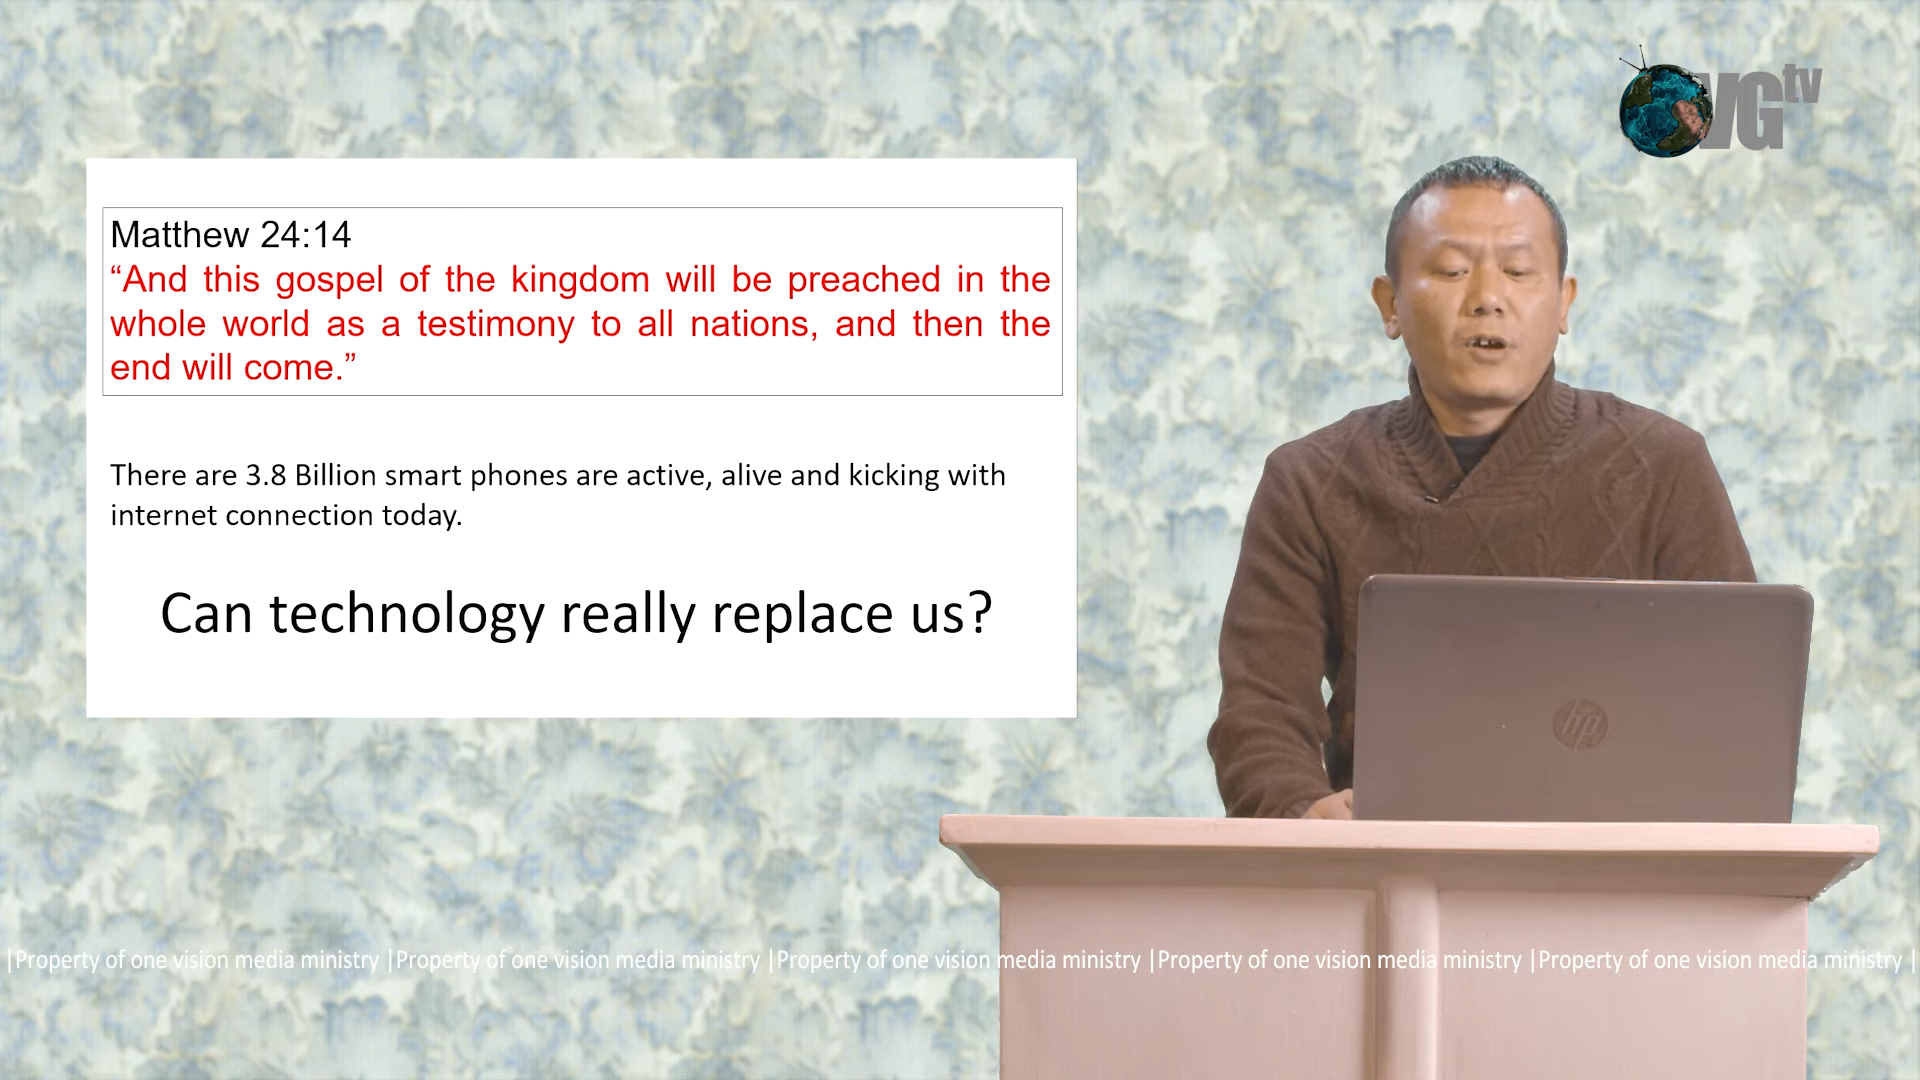 VGtv
Matthew 24:14
“And this gospel of the kingdom will be preached in the
whole world as a testimony to all nations, and then the
end will come.”
There are 3.8 Billion smart phones are active, alive and kicking with
internet connection today.
Can technology really replace us?
hp
|Property of one vision media ministry |Property of one vision media ministry |Property of one vision media ministry |Property of one vision media ministry |Property of one vision media ministry |